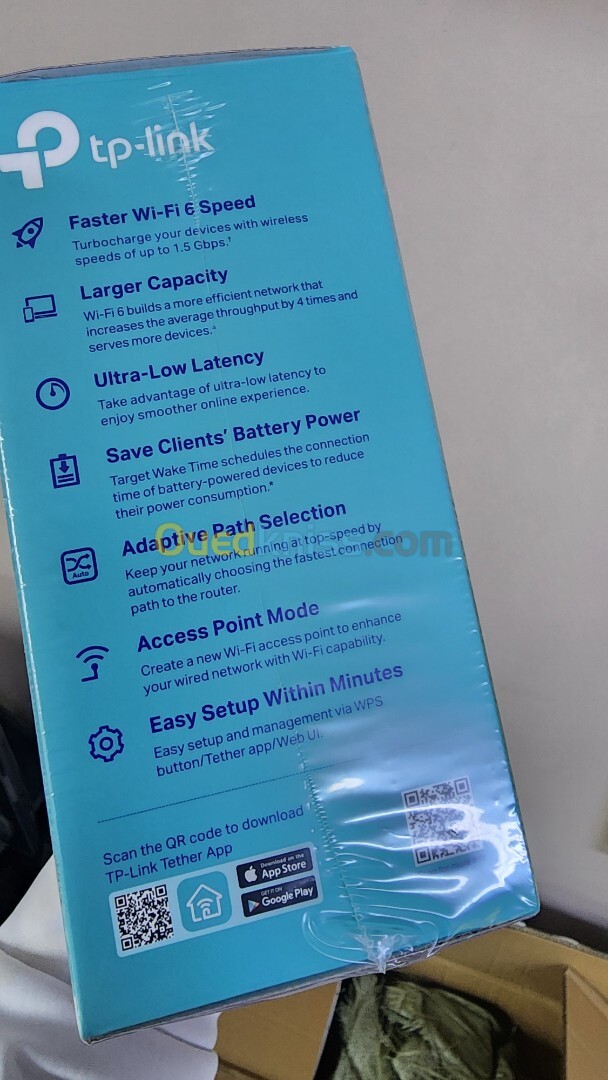 tp-link
Faster Wi-Fi 6 Speed
Turbocharge your devices with wireless
speeds of up to 1.5 Gbps.†
Larger Capacity
Wi-Fi 6 builds a more efficient network that
increases the average throughput by 4 times and
serves more devices.△
Ultra-Low Latency
Take advantage of ultra-low latency to
enjoy smoother online experience.
Save Clients' Battery Power
Target Wake Time schedules the connection
time of battery-powered devices to reduce
their power consumption.*
Adaptive Path Selection
Ouedkniss.com
Keep your network running at top-speed by
automatically choosing the fastest connection
path to the router.
Auto
Access Point Mode
Create a new Wi-Fi access point to enhance
your wired network with Wi-Fi capability.
Easy Setup Within Minutes
Easy setup and management via WPS
button/Tether app/Web UI.
Scan the QR code to download
TP-Link Tether App
Download on the
App Store
GET IT ON
Google Play